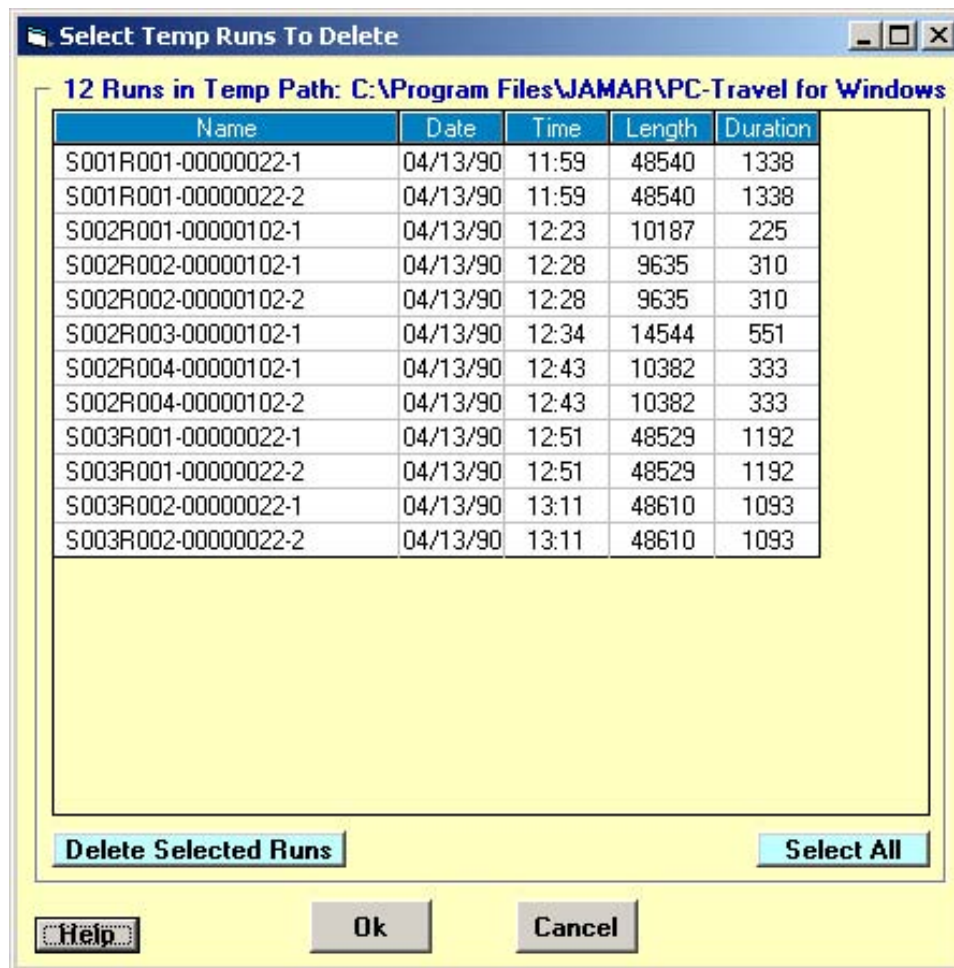 Select Temp Runs To Delete
12 Runs in Temp Path: C:\Program Files\JAMAR\PC-Travel for Windows
Name Date Time Length Duration
S001R001-00000022-1 04/13/90 11:59 48540 1338
S001R001-00000022-2 04/13/90 11:59 48540 1338
S002R001-00000102-1 04/13/90 12:23 10187 225
S002R002-00000102-1 04/13/90 12:28 9635 310
S002R002-00000102-2 04/13/90 12:28 9635 310
S002R003-00000102-1 04/13/90 12:34 14544 551
S002R004-00000102-1 04/13/90 12:43 10382 333
S002R004-00000102-2 04/13/90 12:43 10382 333
S003R001-00000022-1 04/13/90 12:51 48529 1192
S003R001-00000022-2 04/13/90 12:51 48529 1192
S003R002-00000022-1 04/13/90 13:11 48610 1093
S003R002-00000022-2 04/13/90 13:11 48610 1093
Delete Selected Runs Select All
Help Ok Cancel